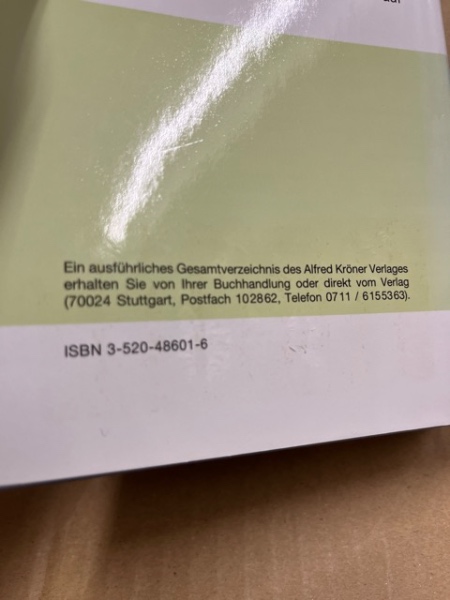 Ein ausführliches Gesamtverzeichnis des Alfred Kröner Verlages
erhalten Sie von Ihrer Buchhandlung oder direkt vom Verlag
(70024 Stuttgart, Postfach 102862, Telefon 0711 / 6155363).
ISBN 3-520-48601-6